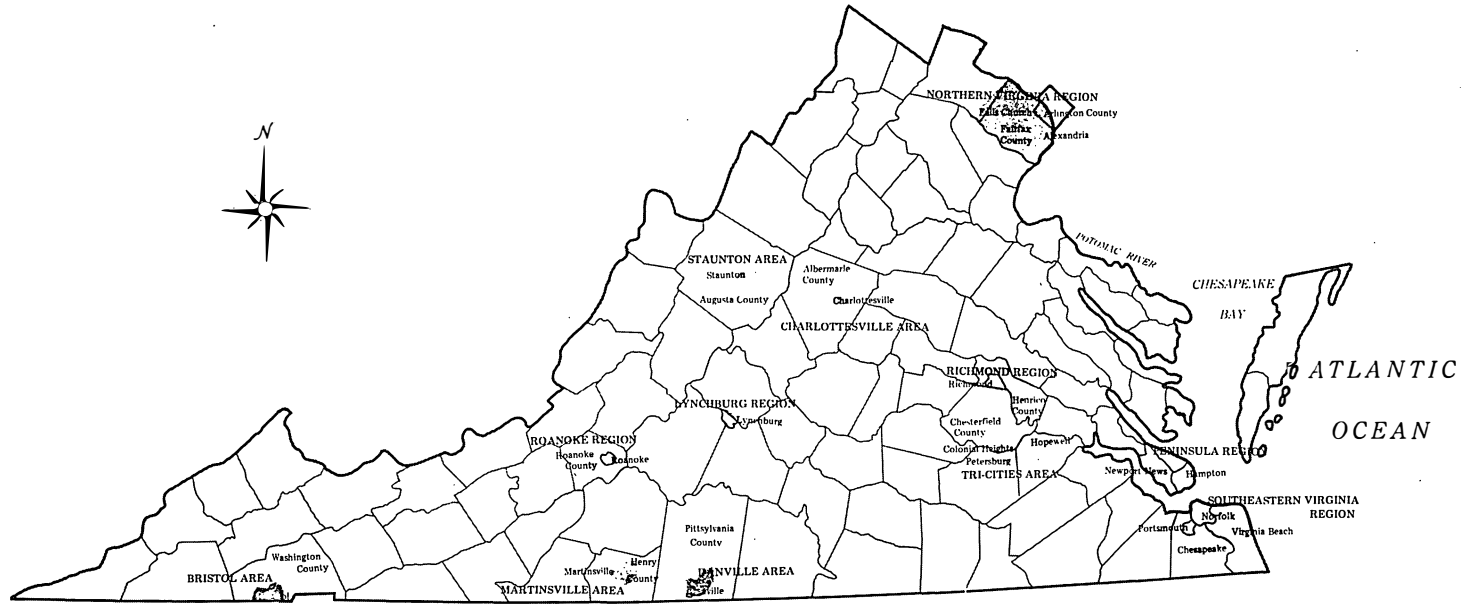 N
NORTHERN VIRGINIA REGION
Falls Church
Arlington County
Fairfax
County
Alexandria
POTOMAC RIVER
CHESAPEAKE
BAY
ATLANTIC
OCEAN
STAUNTON AREA
Staunton
Augusta County
Albermarle
County
Charlottesville
CHARLOTTESVILLE AREA
RICHMOND REGION
Richmond
Henrico
County
Chesterfield
County
Colonial Heights
Hopewell
Petersburg
TRI-CITIES AREA
LYNCHBURG REGION
Lynchburg
ROANOKE REGION
Roanoke
County
Roanoke
PENINSULA REGION
Newport News
Hampton
SOUTHEASTERN VIRGINIA
REGION
Norfolk
Portsmouth
Virginia Beach
Chesapeake
Pittsylvania
County
DANVILLE AREA
Henry
County
Martinsville
MARTINSVILLE AREA
Washington
County
BRISTOL AREA